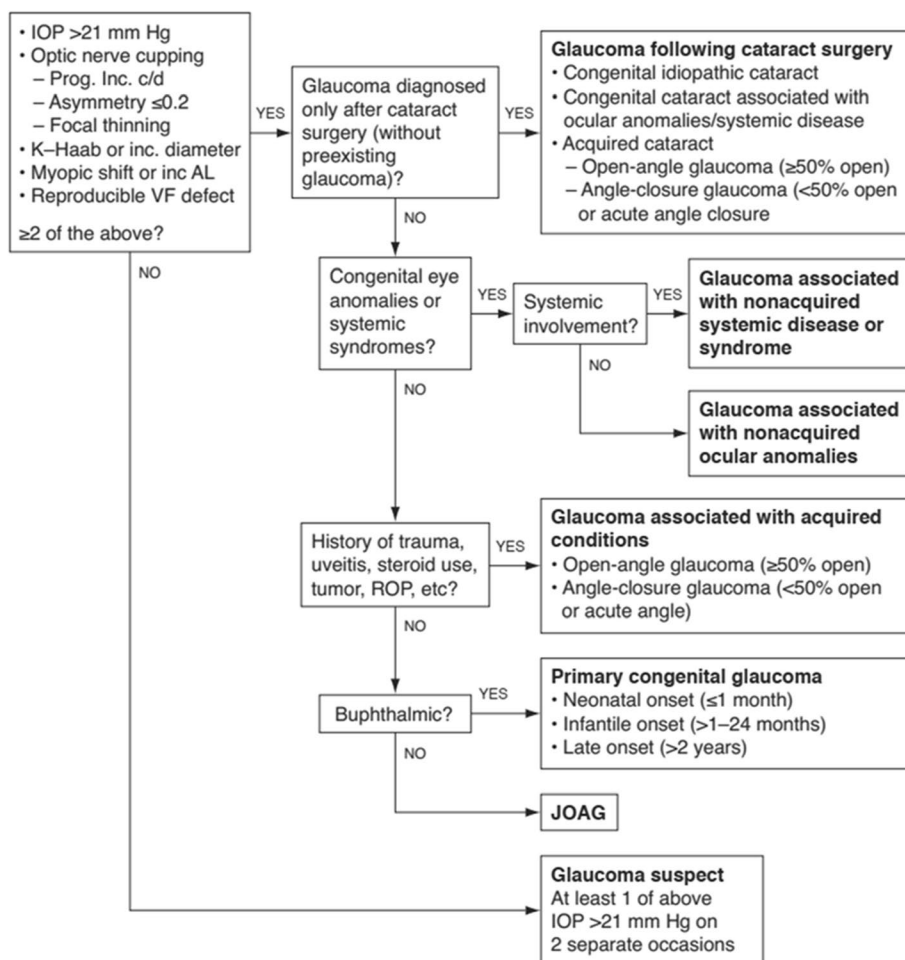 • IOP >21 mm Hg
• Optic nerve cupping
– Prog. Inc. c/d
– Asymmetry ≤0.2
– Focal thinning
• K–Haab or inc. diameter
• Myopic shift or inc AL
• Reproducible VF defect
≥2 of the above?
YES
Glaucoma diagnosed
only after cataract
surgery (without
preexisting
glaucoma)?
YES
Glaucoma following cataract surgery
• Congenital idiopathic cataract
• Congenital cataract associated with
ocular anomalies/systemic disease
• Acquired cataract
– Open-angle glaucoma (≥50% open)
– Angle-closure glaucoma (<50% open
or acute angle closure
NO
NO
Congenital eye
anomalies or
systemic
syndromes?
YES
Systemic
involvement?
YES
Glaucoma associated
with nonacquired
systemic disease or
syndrome
NO
NO
Glaucoma associated
with nonacquired
ocular anomalies
History of trauma,
uveitis, steroid use,
tumor, ROP, etc?
YES
Glaucoma associated with acquired
conditions
• Open-angle glaucoma (≥50% open)
• Angle-closure glaucoma (<50% open
or acute angle)
NO
Buphthalmic?
YES
Primary congenital glaucoma
• Neonatal onset (≤1 month)
• Infantile onset (>1–24 months)
• Late onset (>2 years)
NO
JOAG
Glaucoma suspect
At least 1 of above
IOP >21 mm Hg on
2 separate occasions